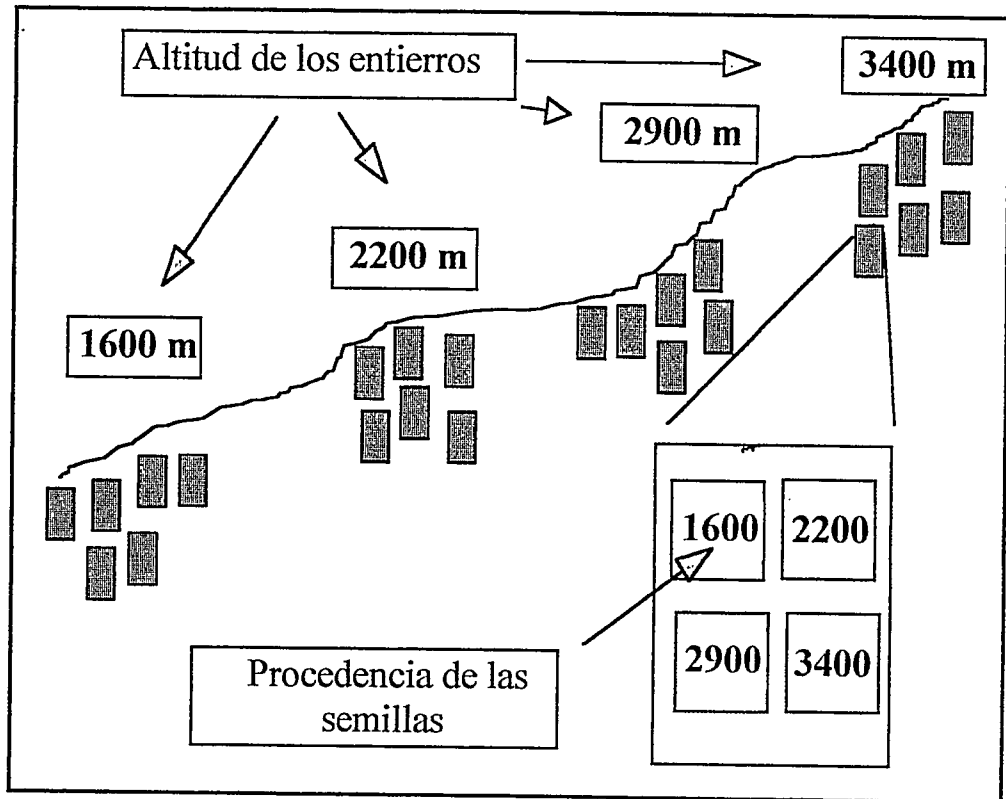 Altitud de los entierros
3400 m
2900 m
2200 m
1600 m
1600 2200
2900 3400
Procedencia de las
semillas